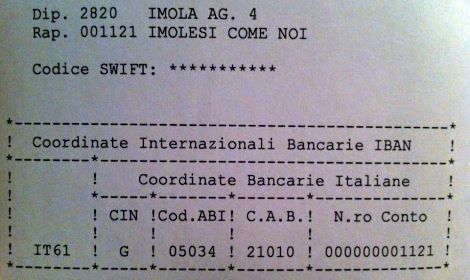 Dip. 2820 IMOLA AG. 4
Rap. 001121 IMOLESI COME NOI
Codice SWIFT: ***********
*--------------------------------------------------*
! Coordinate Internazionali Bancarie IBAN !
*---------*----------------------------------------*
! ! Coordinate Bancarie Italiane !
! *-----*-------*--------*-----------------*
! ! CIN !Cod.ABI! C.A.B.! N.ro Conto !
! ! ! ! ! !
! IT61 ! G ! 05034 ! 21010 ! 000000001121 !
*---------*-----*-------*--------*-----------------*